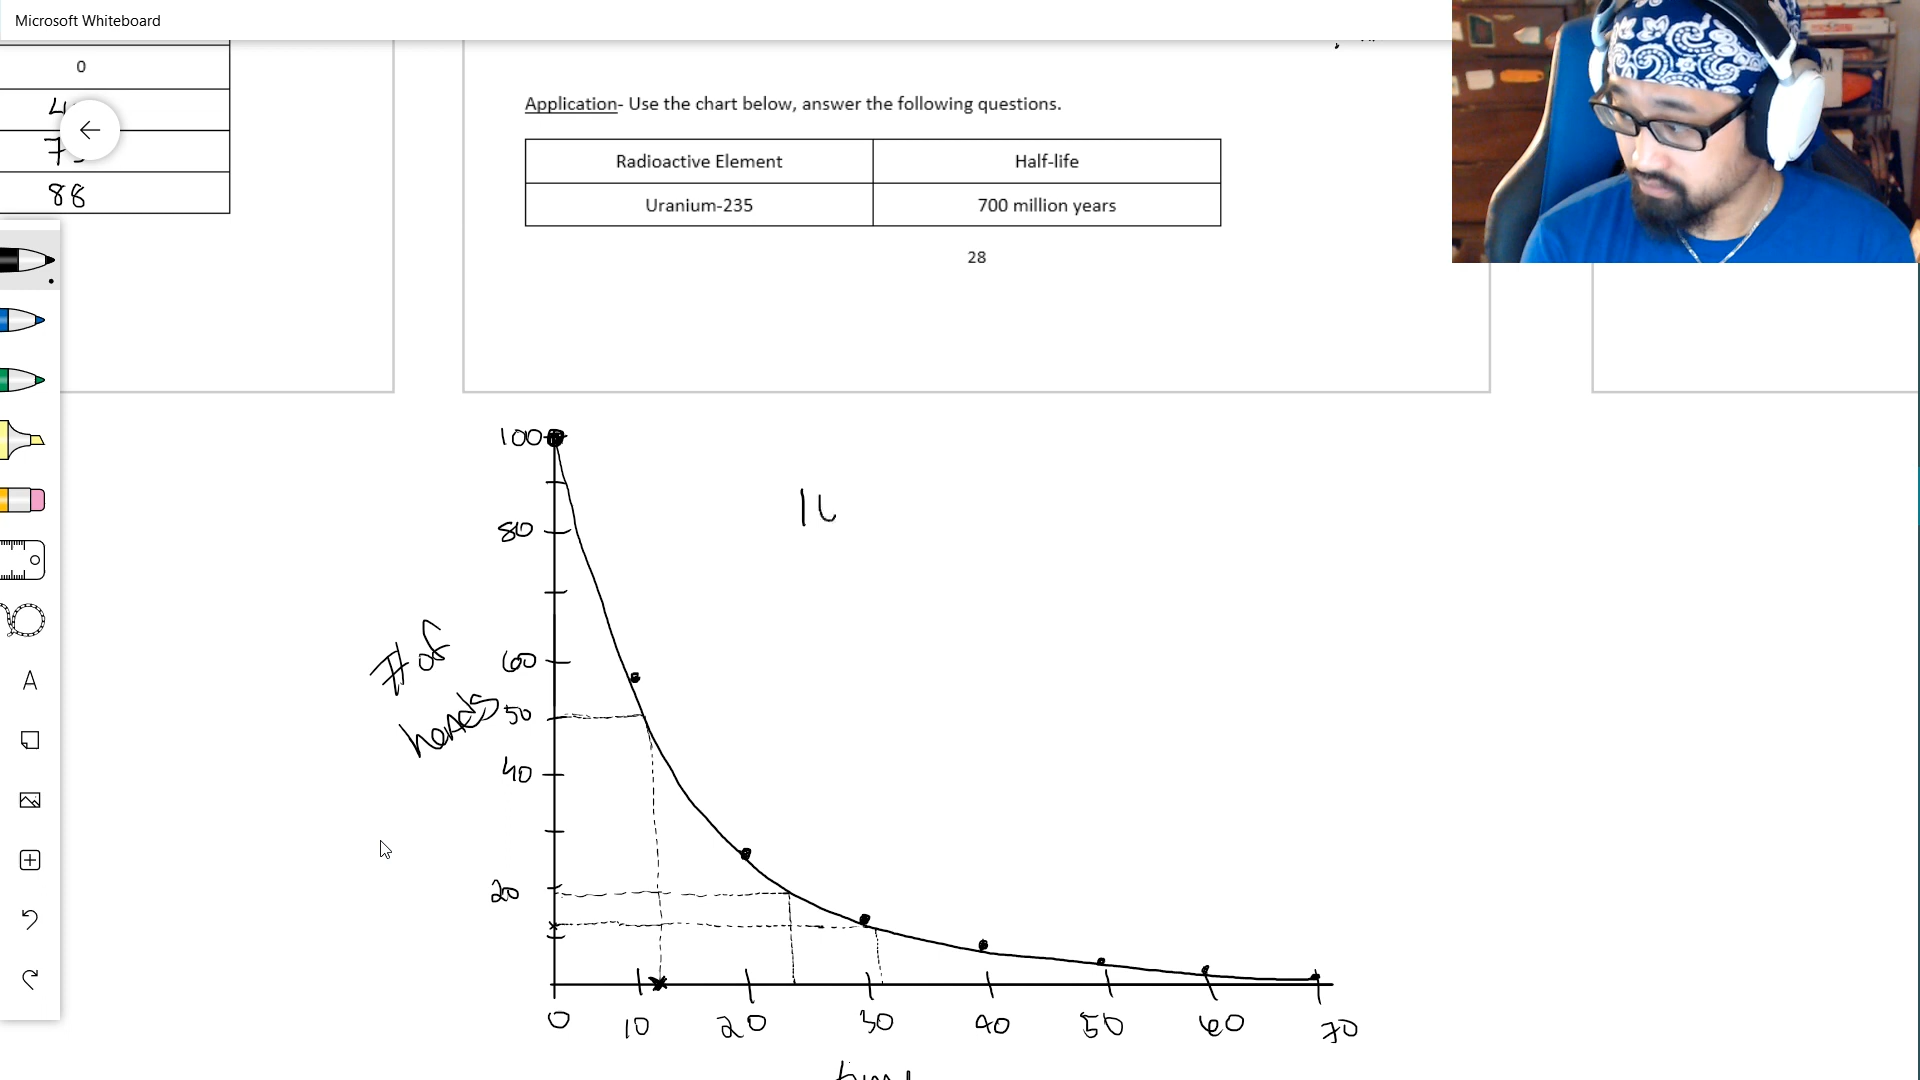 Microsoft Whiteboard
0
88
Application- Use the chart below, answer the following questions.
Radioactive Element Half-life
Uranium-235 700 million years
28
100
80
# of
heads
60
50
40
20
0 10 20 30 40 50 60 70
time